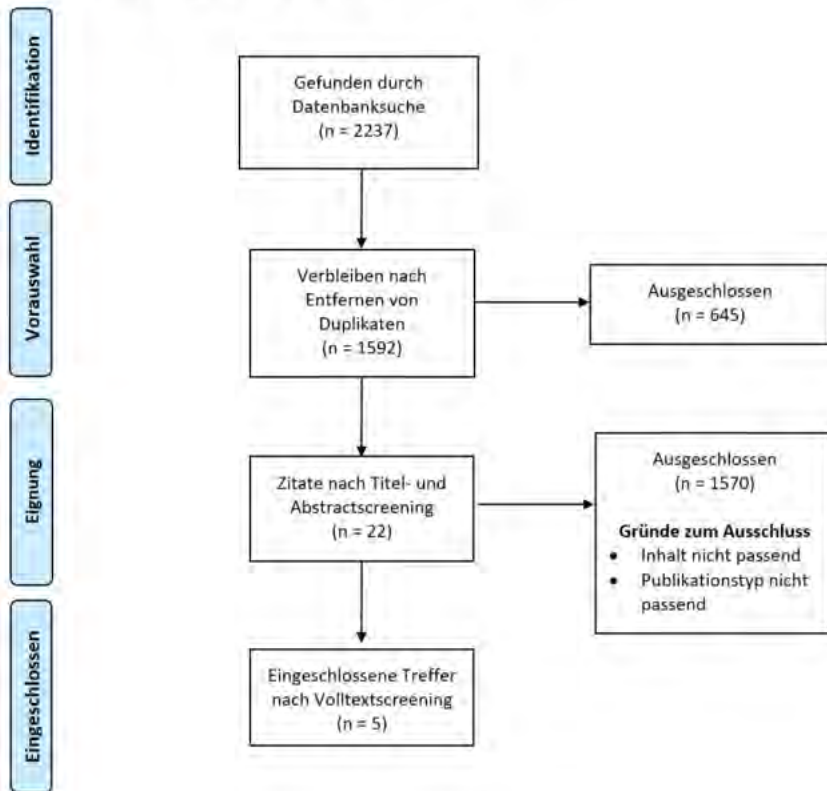 Identifikation
Gefunden durch
Datenbanksuche
(n = 2237)
Vorauswahl
Verbleiben nach
Entfernen von
Duplikaten
(n = 1592)
Ausgeschlossen
(n = 645)
Eignung
Zitate nach Titel- und
Abstractscreening
(n = 22)
Ausgeschlossen
(n = 1570)
Gründe zum Ausschluss
• Inhalt nicht passend
• Publikationstyp nicht
passend
Eingeschlossen
Eingeschlossene Treffer
nach Volltextscreening
(n = 5)